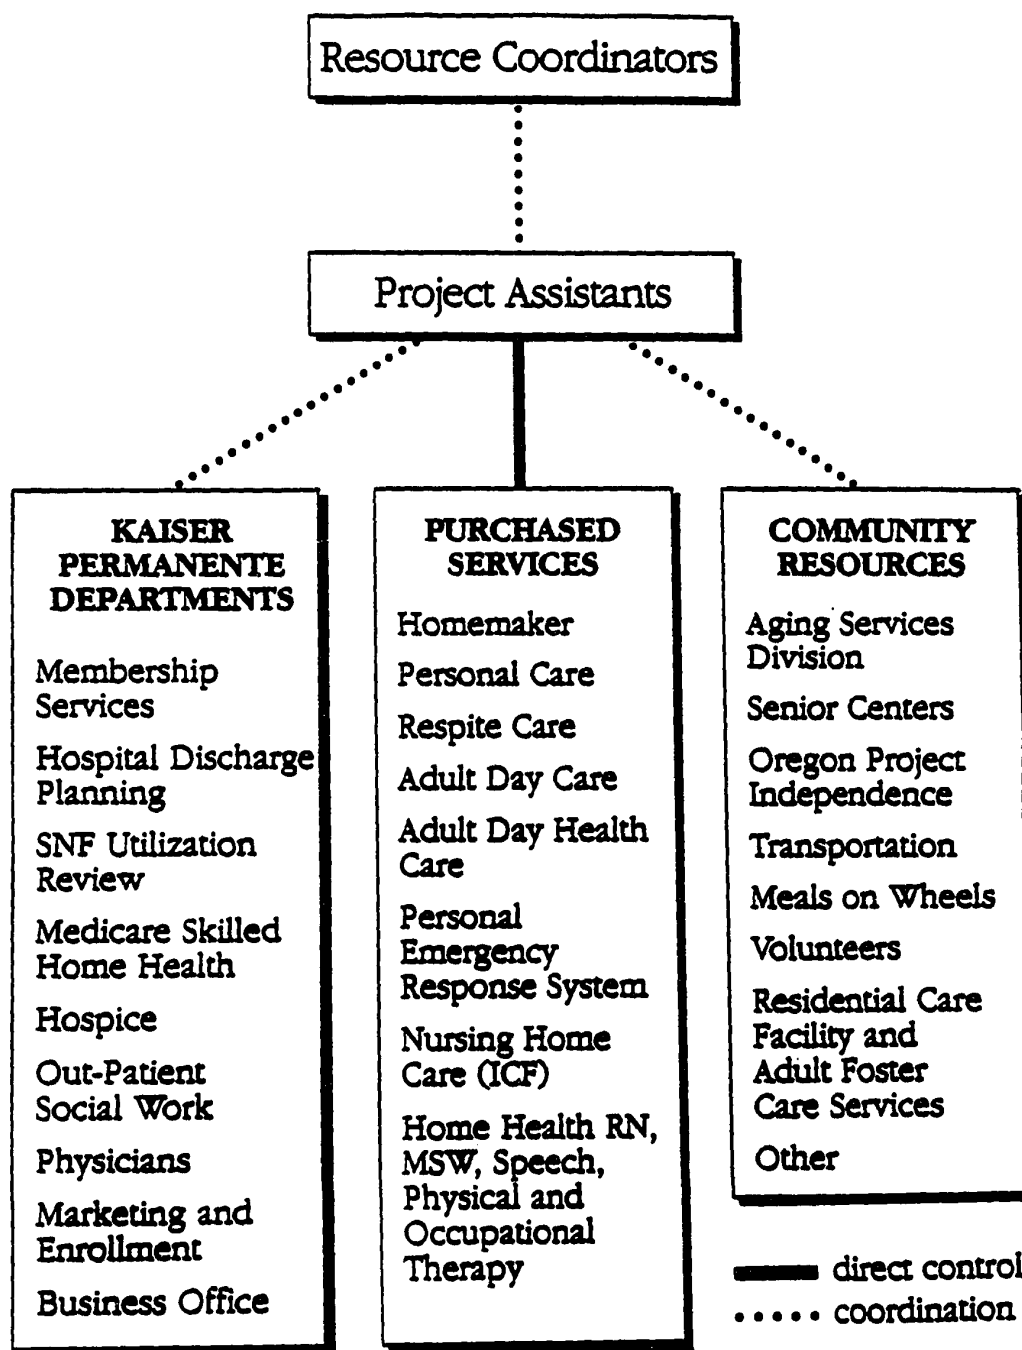 Resource Coordinators
Project Assistants
KAISER
PERMANENTE
DEPARTMENTS
Membership
Services
Hospital Discharge
Planning
SNF Utilization
Review
Medicare Skilled
Home Health
Hospice
Out-Patient
Social Work
Physicians
Marketing and
Enrollment
Business Office
PURCHASED
SERVICES
Homemaker
Personal Care
Respite Care
Adult Day Care
Adult Day Health
Care
Personal
Emergency
Response System
Nursing Home
Care (ICF)
Home Health RN,
MSW, Speech,
Physical and
Occupational
Therapy
COMMUNITY
RESOURCES
Aging Services
Division
Senior Centers
Oregon Project
Independence
Transportation
Meals on Wheels
Volunteers
Residential Care
Facility and
Adult Foster
Care Services
Other
direct control
coordination